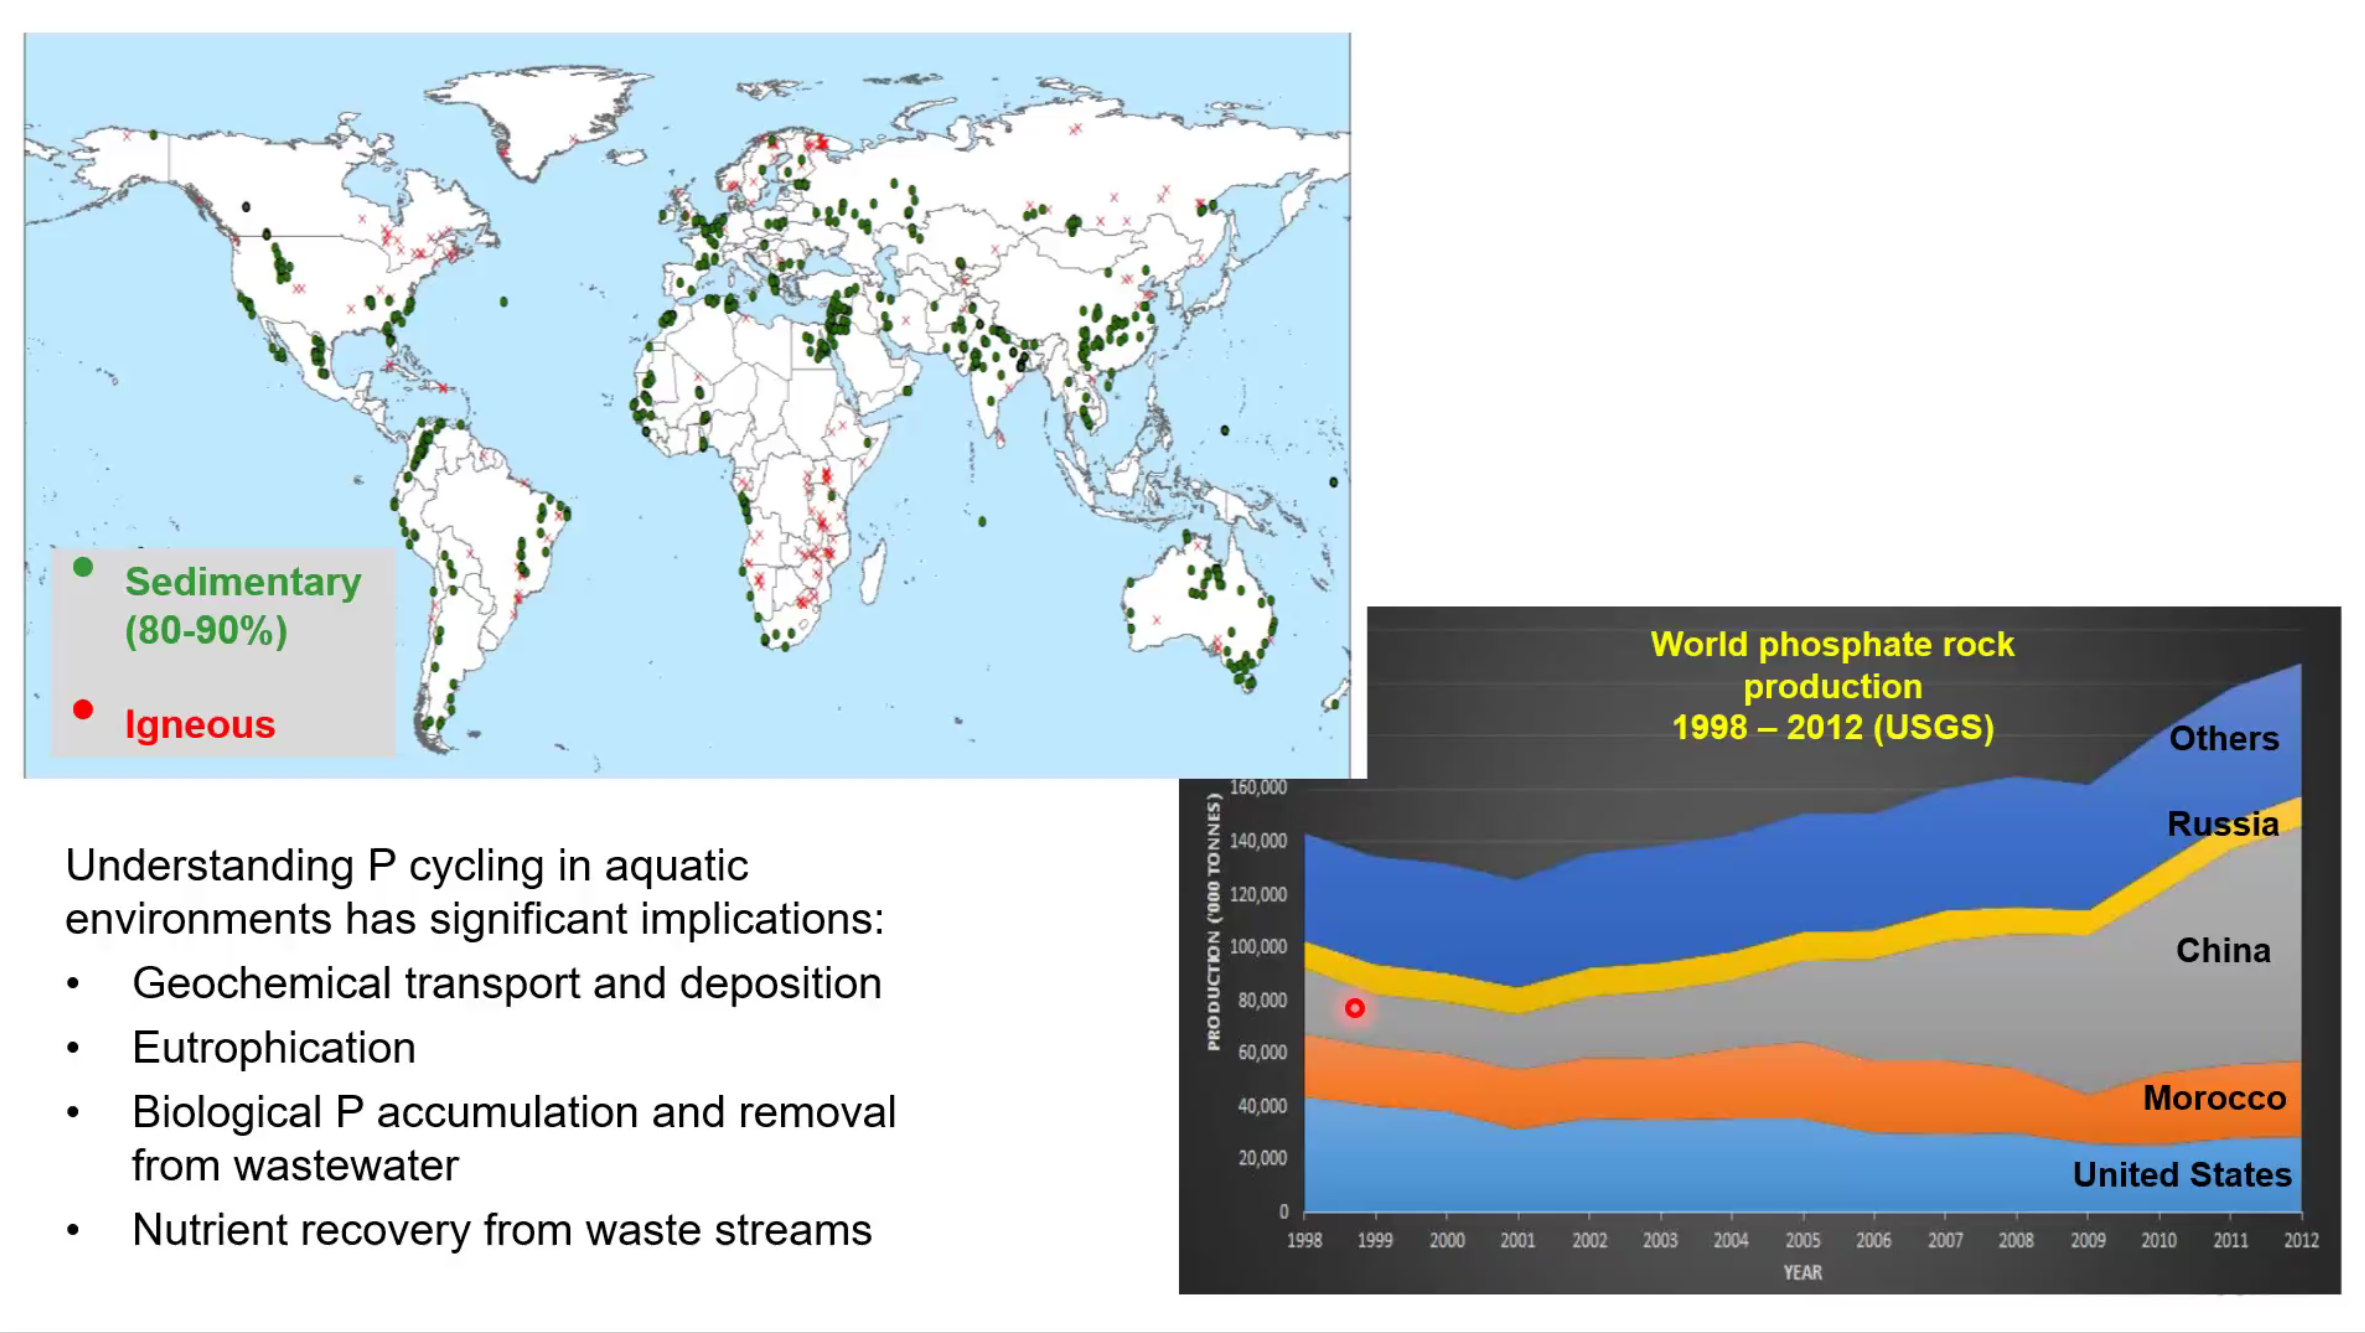 Sedimentary
(80-90%)
Igneous
Understanding P cycling in aquatic
environments has significant implications:
• Geochemical transport and deposition
• Eutrophication
• Biological P accumulation and removal
from wastewater
• Nutrient recovery from waste streams
World phosphate rock
production
1998 – 2012 (USGS)
Others
Russia
China
Morocco
United States
PRODUCTION ('000 TONNES)
160,000
140,000
120,000
100,000
80,000
60,000
40,000
20,000
0
1998 1999 2000 2001 2002 2003 2004 2005 2006 2007 2008 2009 2010 2011 2012
YEAR